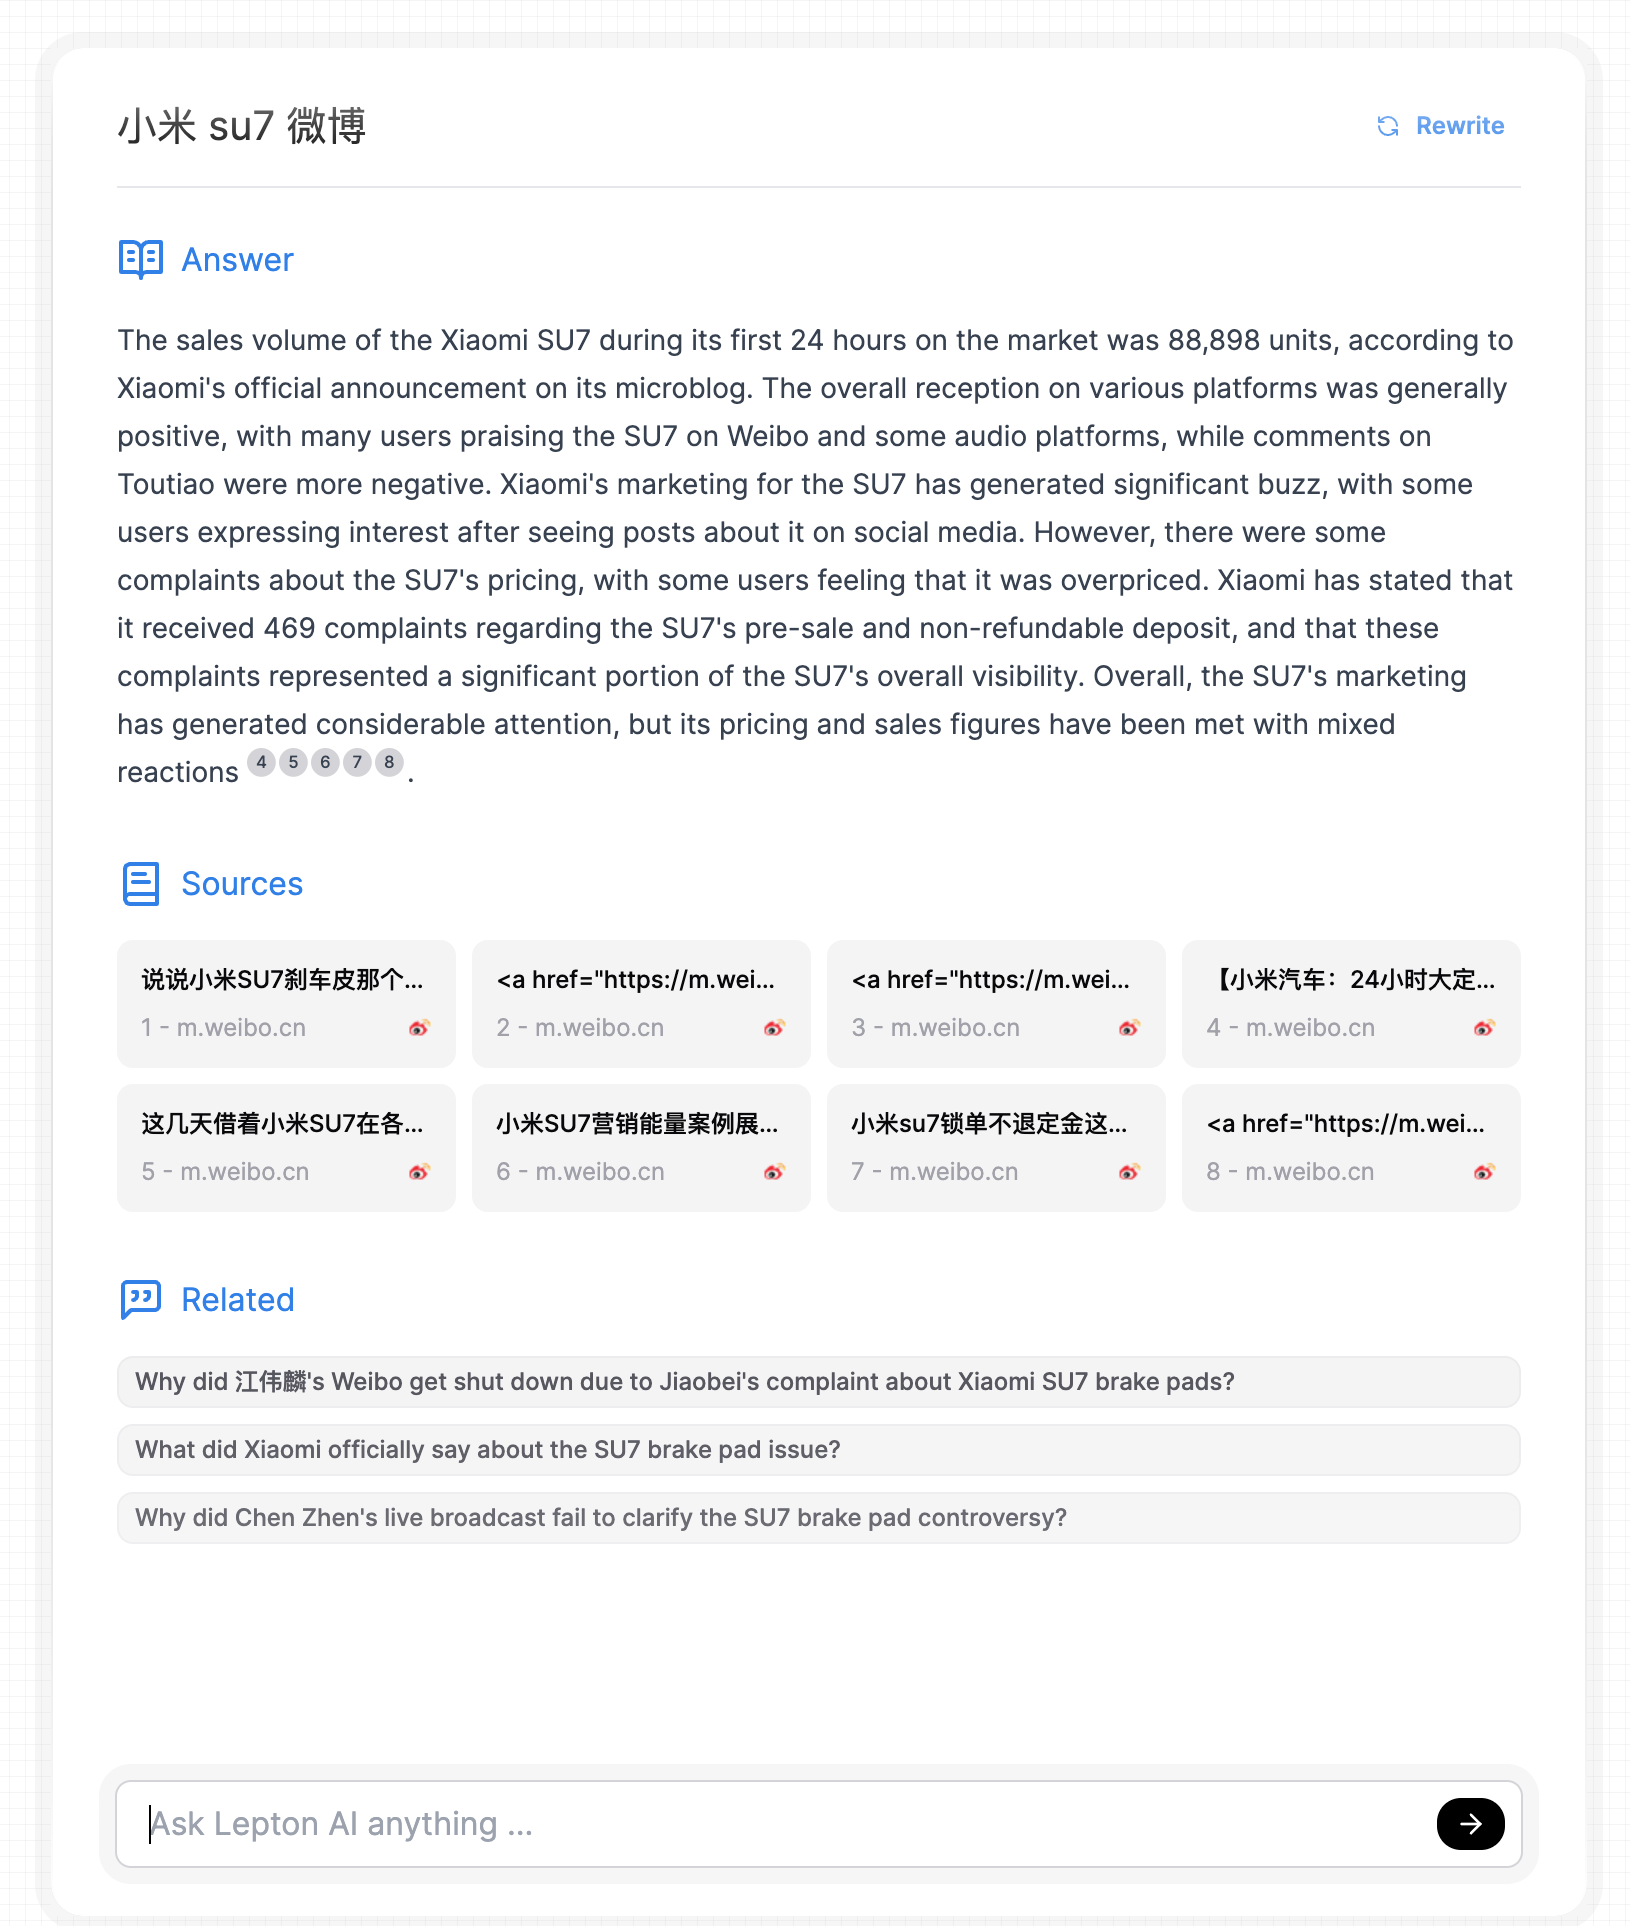 小米 su7 微博
Rewrite
Answer
The sales volume of the Xiaomi SU7 during its first 24 hours on the market was 88,898 units, according to
Xiaomi's official announcement on its microblog. The overall reception on various platforms was generally
positive, with many users praising the SU7 on Weibo and some audio platforms, while comments on
Toutiao were more negative. Xiaomi's marketing for the SU7 has generated significant buzz, with some
users expressing interest after seeing posts about it on social media. However, there were some
complaints about the SU7's pricing, with some users feeling that it was overpriced. Xiaomi has stated that
it received 469 complaints regarding the SU7's pre-sale and non-refundable deposit, and that these
complaints represented a significant portion of the SU7's overall visibility. Overall, the SU7's marketing
has generated considerable attention, but its pricing and sales figures have been met with mixed
reactions 4 5 6 7 8 .
Sources
说说小米SU7刹车皮那个...
1 - m.weibo.cn
<a href="https://m.wei...
2 - m.weibo.cn
<a href="https://m.wei...
3 - m.weibo.cn
【小米汽车：24小时大定...
4 - m.weibo.cn
这几天借着小米SU7在各...
5 - m.weibo.cn
小米SU7营销能量案例展...
6 - m.weibo.cn
小米su7锁单不退定金这...
7 - m.weibo.cn
<a href="https://m.wei...
8 - m.weibo.cn
Related
Why did 江伟麟's Weibo get shut down due to Jiaobei's complaint about Xiaomi SU7 brake pads?
What did Xiaomi officially say about the SU7 brake pad issue?
Why did Chen Zhen's live broadcast fail to clarify the SU7 brake pad controversy?
Ask Lepton AI anything ...